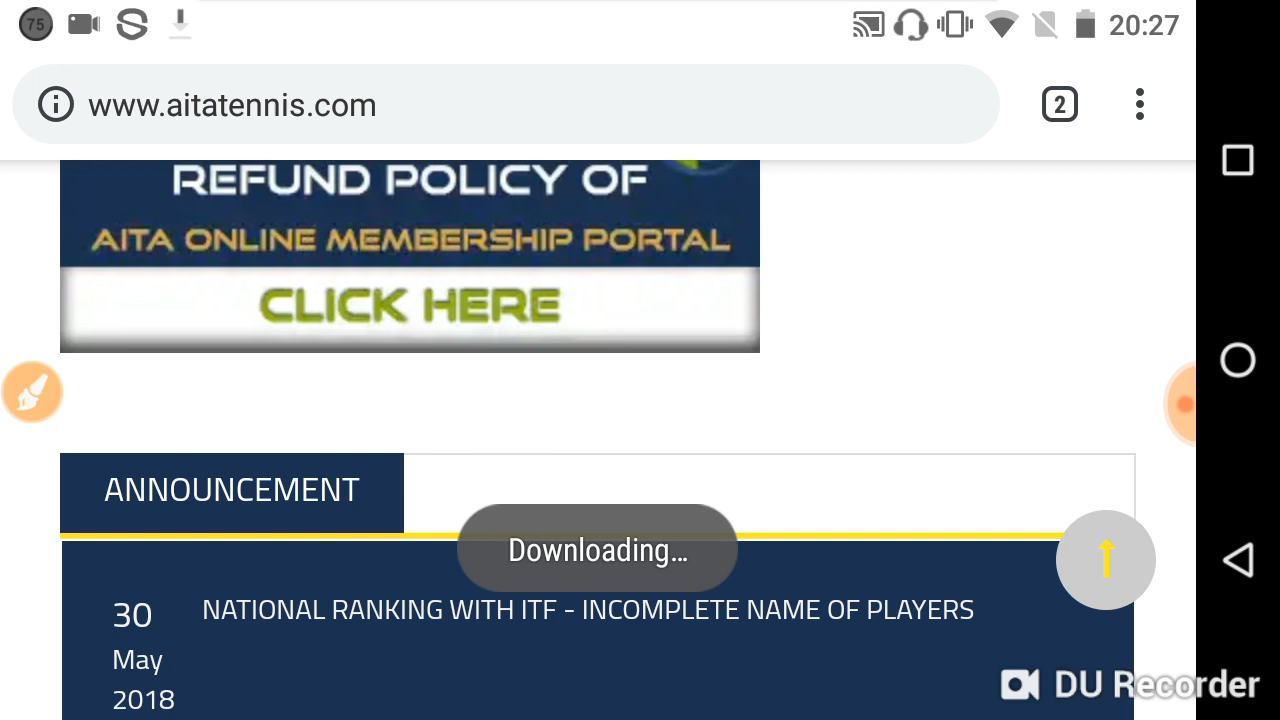 75
20:27
www.aitatennis.com
2
REFUND POLICY OF
AITA ONLINE MEMBERSHIP PORTAL
CLICK HERE
ANNOUNCEMENT
Downloading...
30 NATIONAL RANKING WITH ITF - INCOMPLETE NAME OF PLAYERS
May
2018
DU Recorder